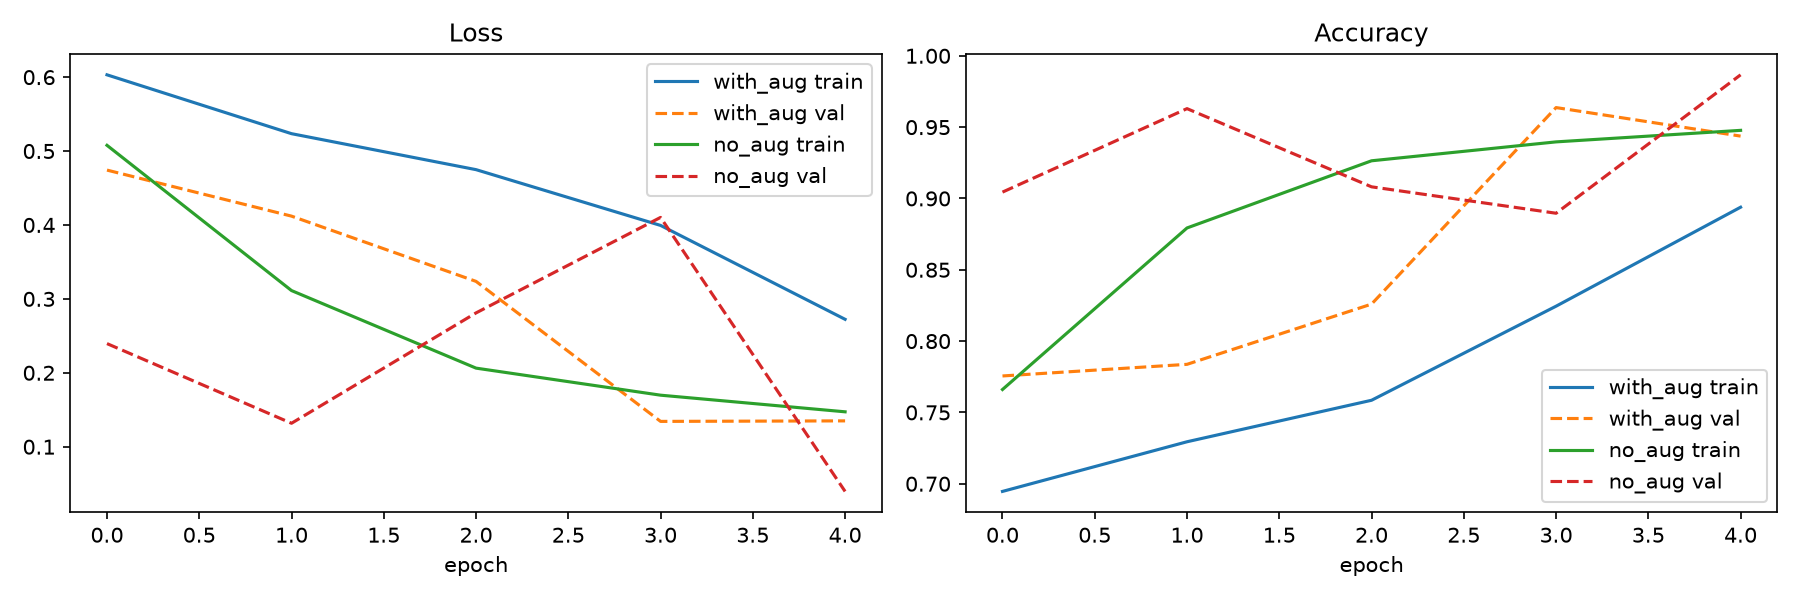 Loss
0.6
0.5
0.4
0.3
0.2
0.1
with_aug train
with_aug val
no_aug train
no_aug val
0.0 0.5 1.0 1.5 2.0 2.5 3.0 3.5 4.0
epoch
Accuracy
1.00
0.95
0.90
0.85
0.80
0.75
0.70
with_aug train
with_aug val
no_aug train
no_aug val
0.0 0.5 1.0 1.5 2.0 2.5 3.0 3.5 4.0
epoch